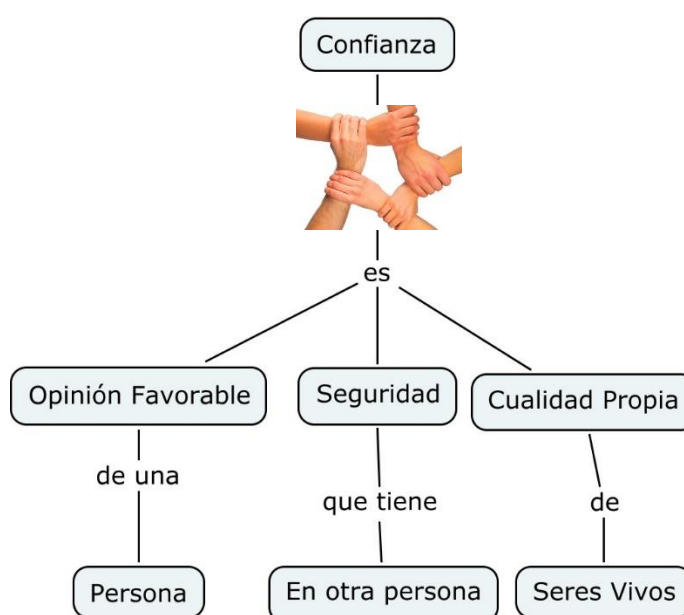 Confianza
es
Opinión Favorable
Seguridad
Cualidad Propia
de una
que tiene
de
Persona
En otra persona
Seres Vivos